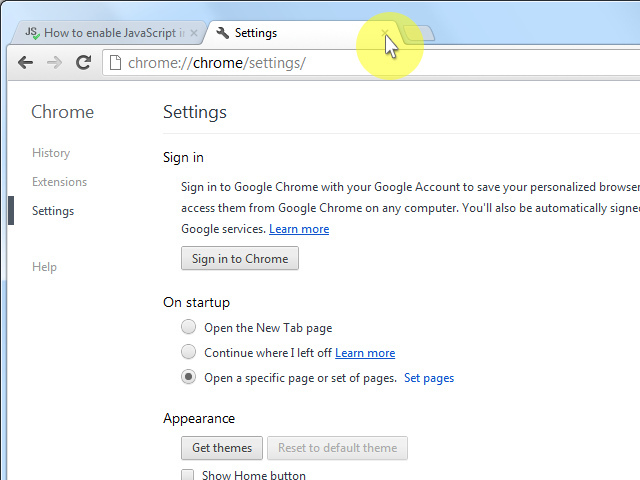 JS How to enable JavaScript in
Settings
chrome://chrome/settings/
Chrome
History
Extensions
Settings
Help
Settings
Sign in
Sign in to Google Chrome with your Google Account to save your personalized browser
access them from Google Chrome on any computer. You'll also be automatically signed
Google services. Learn more
Sign in to Chrome
On startup
Open the New Tab page
Continue where I left off Learn more
Open a specific page or set of pages. Set pages
Appearance
Get themes
Reset to default theme
Show Home button